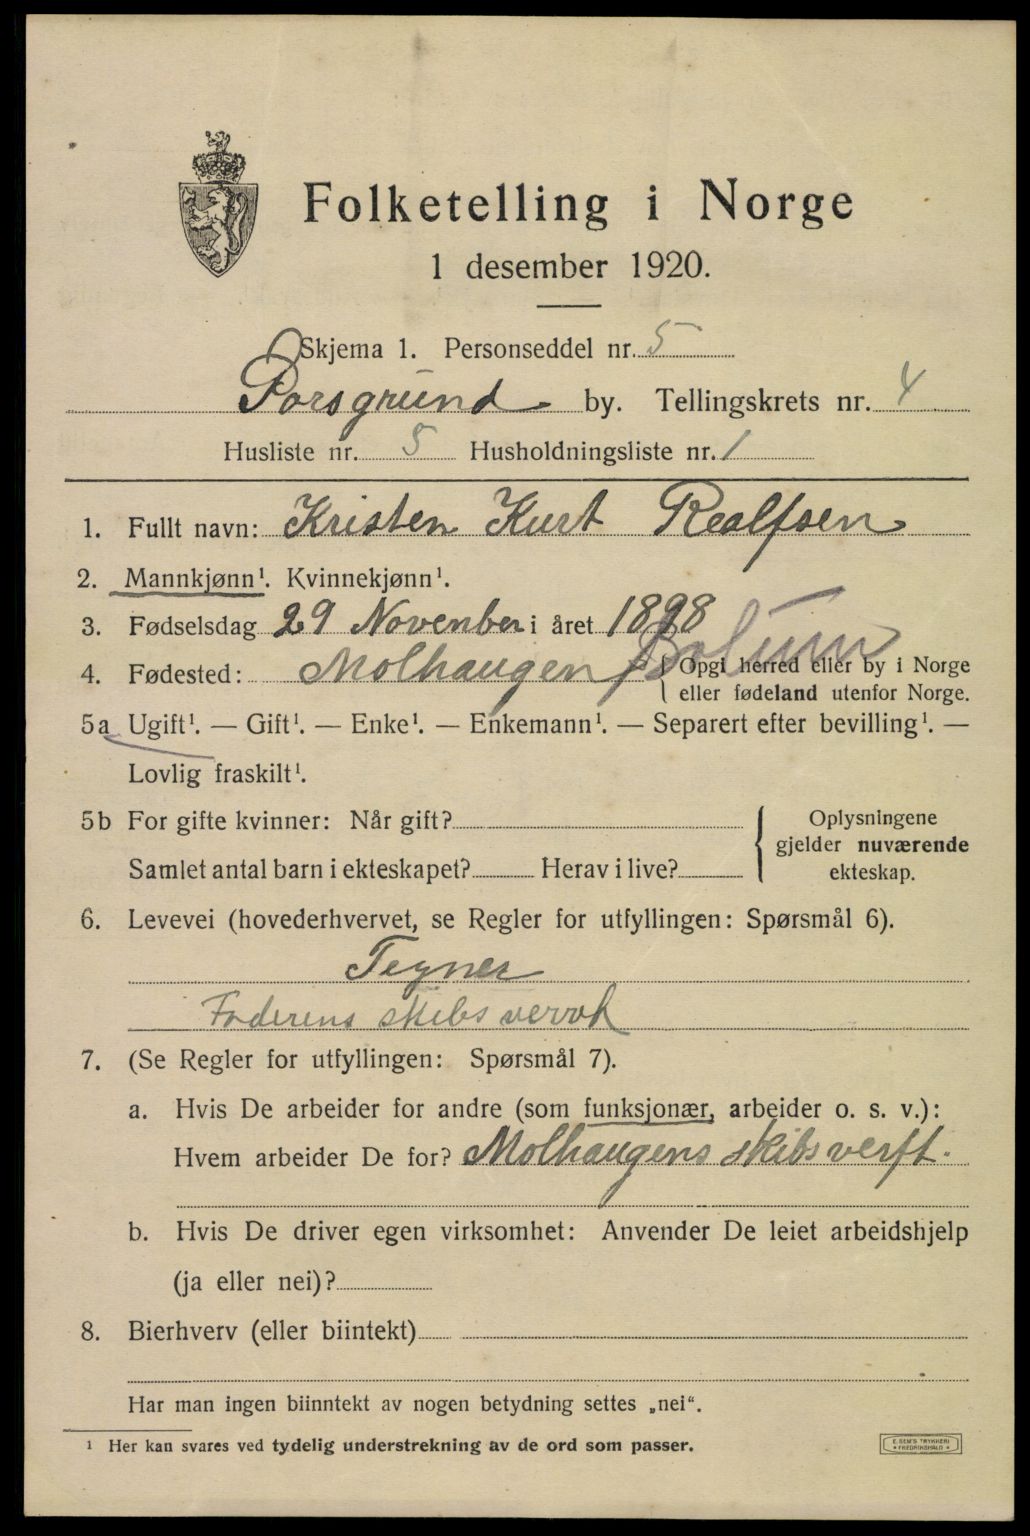 Folketelling i Norge
1 desember 1920.
Skjema 1. Personseddel nr. 5
Porsgrund by. Tellingskrets nr. 4
Husliste nr. 5 Husholdningsliste nr. 1
1. Fullt navn: Kristen Kurt Realfsen
2. Mannkjønn¹. Kvinnekjønn¹.
3. Fødselsdag 29 November i året 1898
4. Fødested: Molhaugen Solum { Opgi herred eller by i Norge
eller fødeland utenfor Norge.
5a Ugift¹. — Gift¹. — Enke¹. — Enkemann¹. — Separert efter bevilling¹. —
Lovlig fraskilt¹.
5b For gifte kvinner: Når gift? } Oplysningene
gjelder nuværende
Samlet antal barn i ekteskapet? Herav i live? ekteskap.
6. Levevei (hovederhvervet, se Regler for utfyllingen: Spørsmål 6).
Tegner
Faderens skibsverft
7. (Se Regler for utfyllingen: Spørsmål 7).
a. Hvis De arbeider for andre (som funksjonær, arbeider o. s. v.):
Hvem arbeider De for? Molhaugens skibsverft.
b. Hvis De driver egen virksomhet: Anvender De leiet arbeidshjelp
(ja eller nei)?
8. Bierhverv (eller biintekt)
Har man ingen biinntekt av nogen betydning settes „nei“.
¹ Her kan svares ved tydelig understrekning av de ord som passer.
E. SEM'S TRYKKERI
FREDRIKSHALD